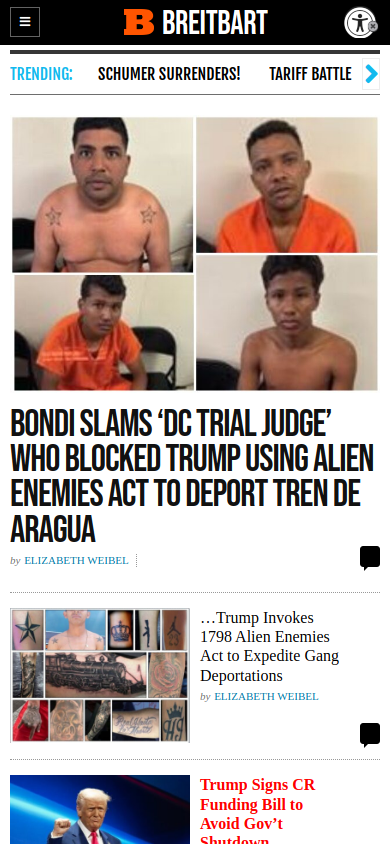 BREITBART
TRENDING:
SCHUMER SURRENDERS!
TARIFF BATTLE
BONDI SLAMS ‘DC TRIAL JUDGE’
WHO BLOCKED TRUMP USING ALIEN
ENEMIES ACT TO DEPORT TREN DE
ARAGUA
by ELIZABETH WEIBEL
…Trump Invokes
1798 Alien Enemies
Act to Expedite Gang
Deportations
by ELIZABETH WEIBEL
Trump Signs CR
Funding Bill to
Avoid Gov’t
Shutdown